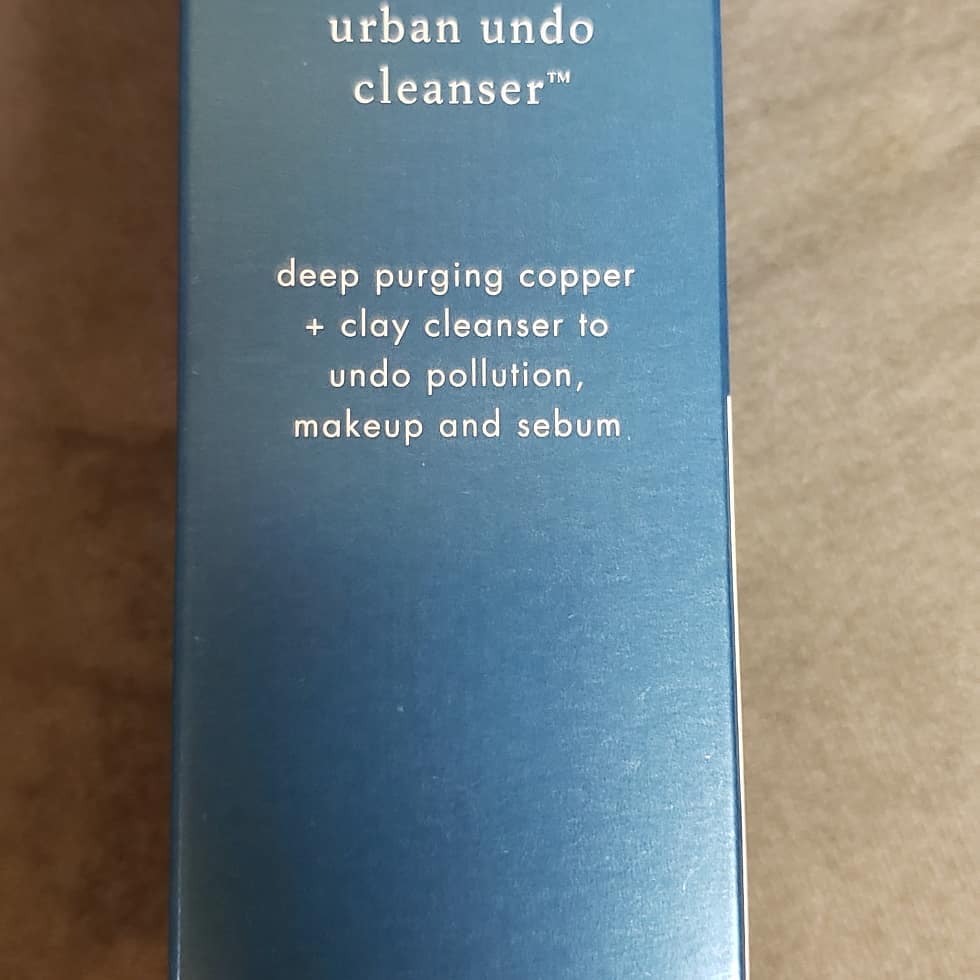 urban undo
cleanser™
deep purging copper
+ clay cleanser to
undo pollution,
makeup and sebum